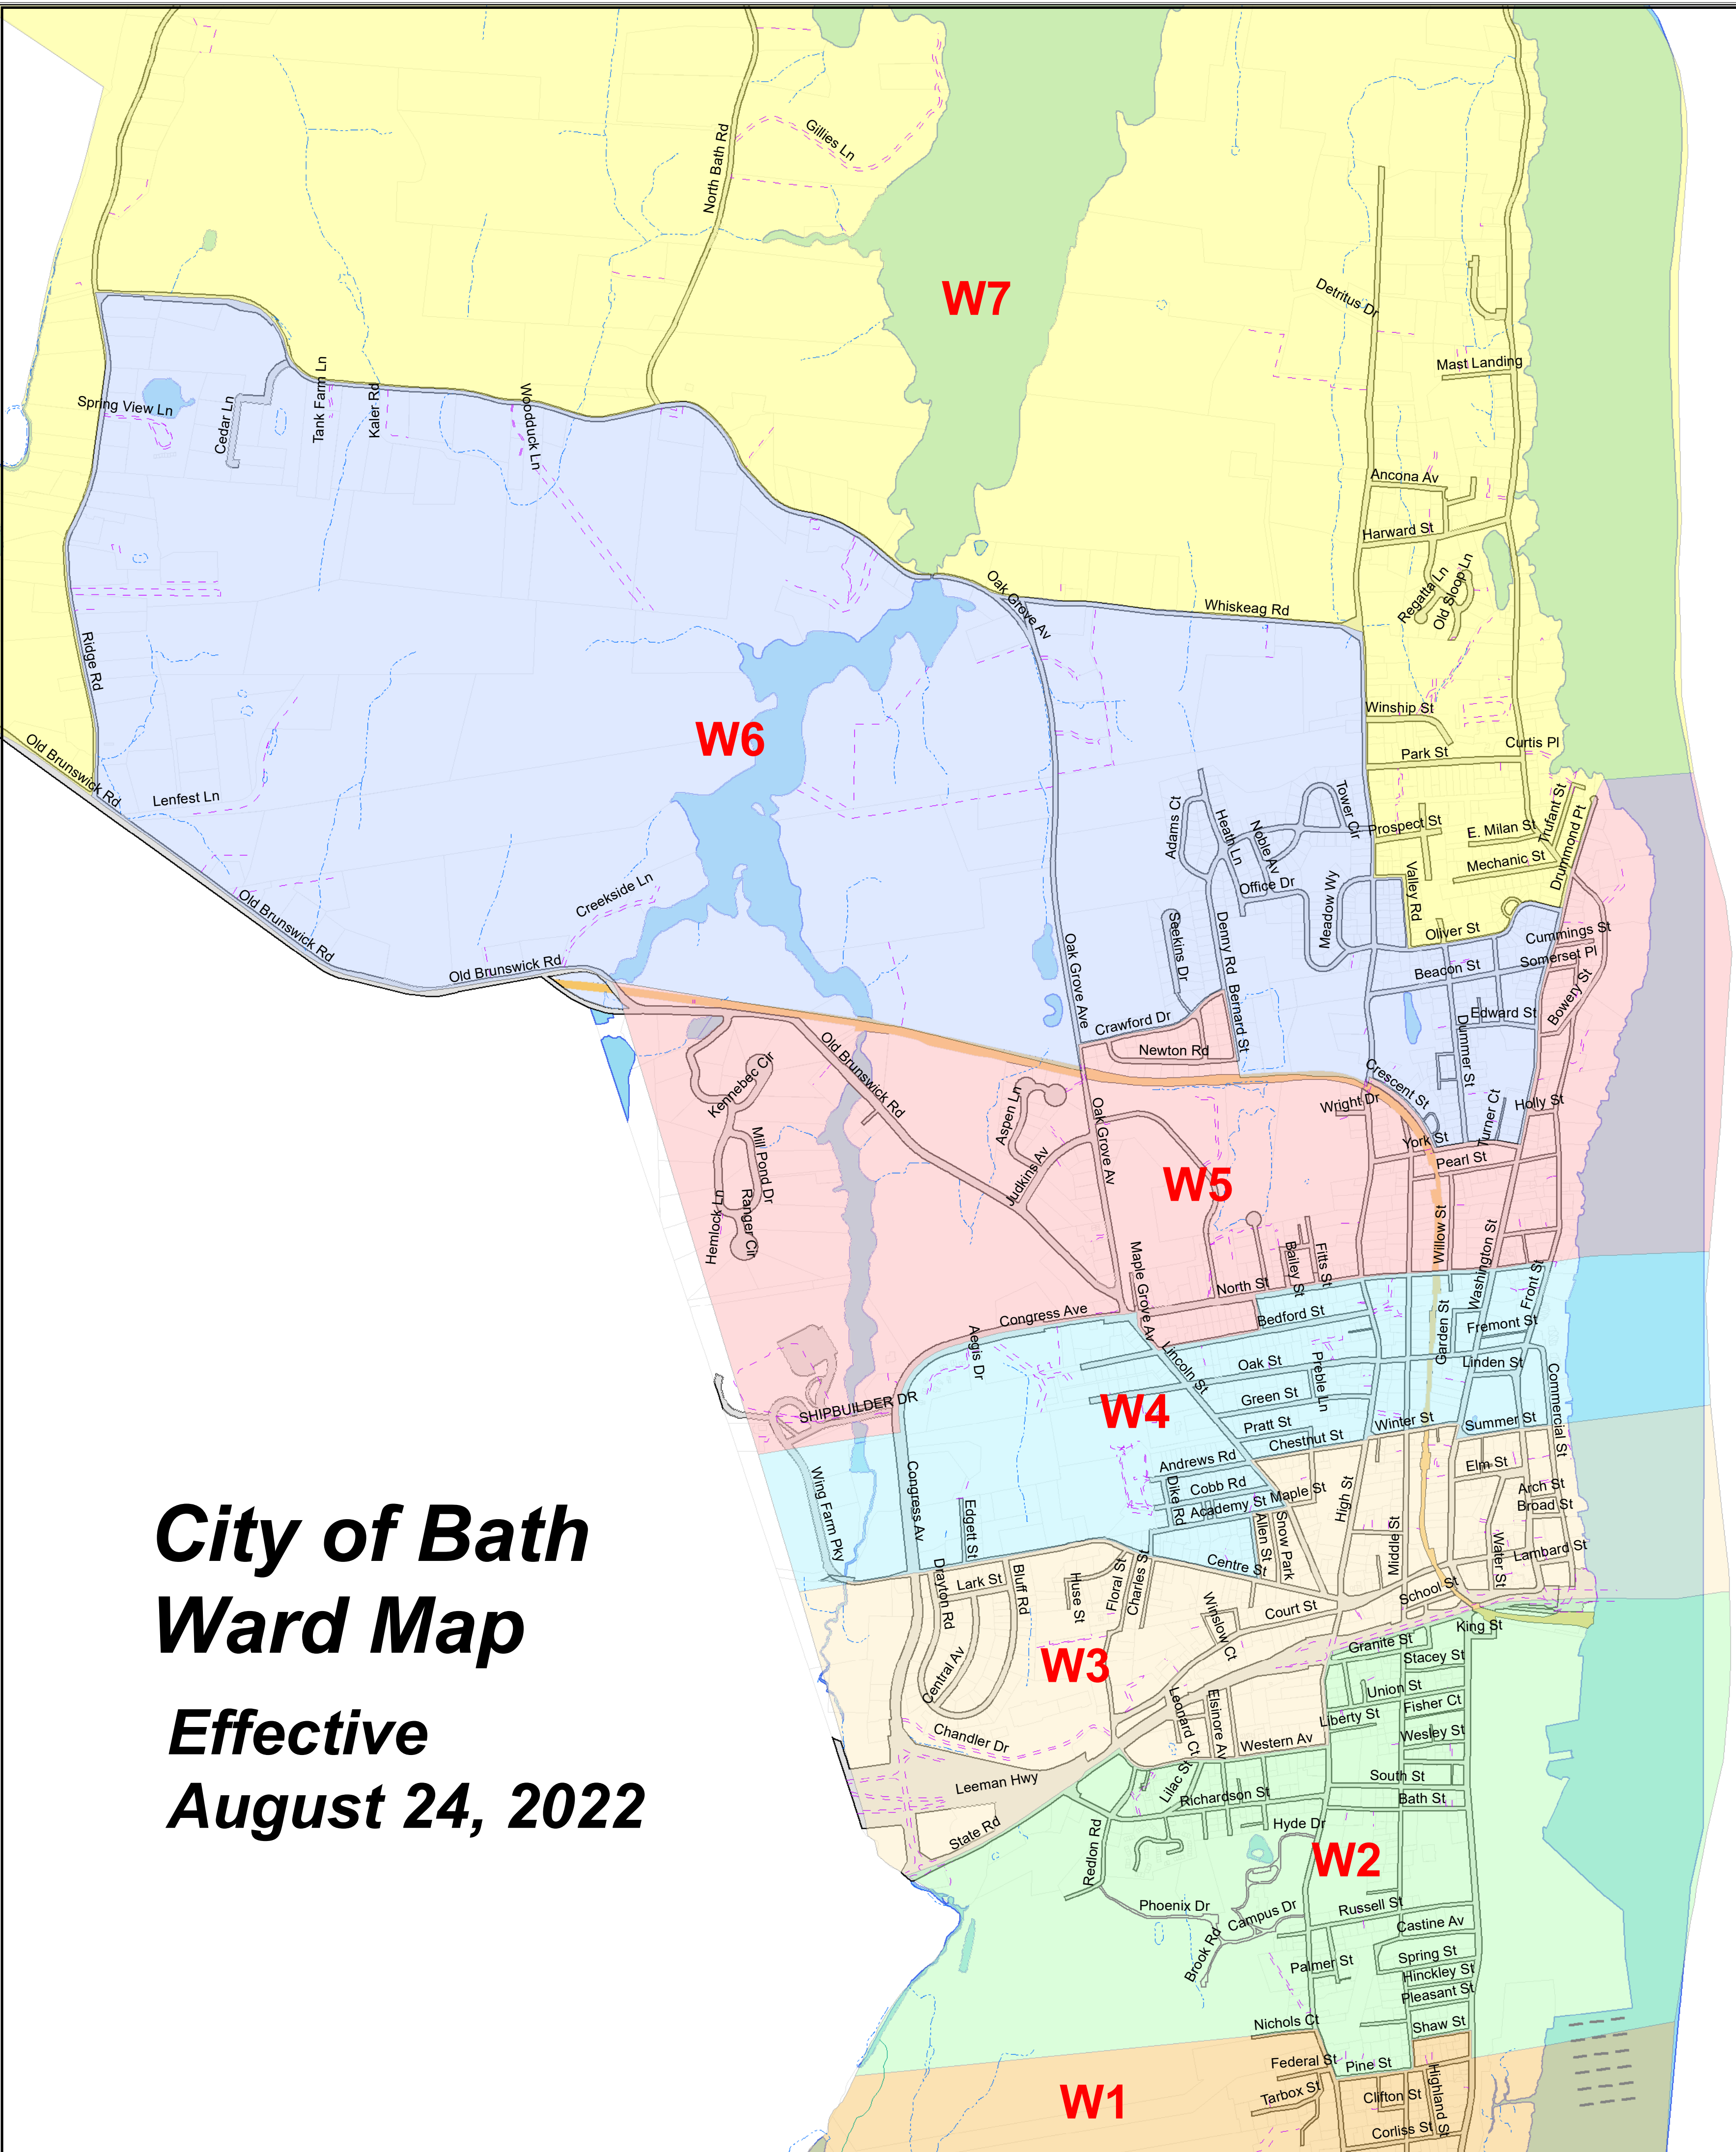 North Bath Rd
Gillies Ln
W7
Detritus Dr
Mast Landing
Spring View Ln
Cedar Ln
Tank Farm Ln
Kaler Rd
Woodduck Ln
Ancona Av
Harward St
Regatta Ln
Old Sloop Ln
Oak Grove Av
Whiskeag Rd
Ridge Rd
W6
Winship St
Park St
Curtis Pl
Old Brunswick Rd
Lenfest Ln
Adams Ct
Heath Ln
Noble Av
Tower Cir
Prospect St
E. Milan St
Trufant St
Mechanic St
Drummond Pt
Office Dr
Meadow Wy
Valley Rd
Creekside Ln
Old Brunswick Rd
Old Brunswick Rd
Seekins Dr
Denny Rd
Oliver St
Cummings St
Somerset Pl
Beacon St
Bowery St
Oak Grove Ave
Bernard St
Crawford Dr
Newton Rd
Edward St
Dummer St
Old Brunswick Rd
Kennebec Cir
Aspen Ln
Oak Grove Av
Crescent St
Wright Dr
Turner Ct
Holly St
York St
Pearl St
Mill Pond Dr
Judkins Av
W5
Hemlock Ln
Ranger Cir
Willow St
Washington St
Maple Grove Av
North St
Bailey St
Fitts St
Congress Ave
Bedford St
Garden St
Front St
Fremont St
Aegis Dr
Lincoln St
Oak St
Preble Ln
Linden St
Commercial St
SHIPBUILDER DR
W4
Green St
Pratt St
Winter St
Summer St
Chestnut St
Wing Farm Pky
Congress Av
Andrews Rd
Elm St
Dike Rd
Cobb Rd
Maple St
High St
Arch St
Edgett St
Academy St
Broad St
City of Bath
Allen St
Snow Park
Middle St
Water St
Lambard St
Drayton Rd
Lark St
Bluff Rd
Huse St
Floral St
Charles St
Centre St
School St
Ward Map
Winslow Ct
Court St
King St
Central Av
W3
Granite St
Stacey St
Union St
Effective
Chandler Dr
Leonard Ct
Elsinore Av
Liberty St
Fisher Ct
Western Av
Wesley St
August 24, 2022
Leeman Hwy
Lilac St
South St
Richardson St
Bath St
State Rd
Redlon Rd
Hyde Dr
W2
Phoenix Dr
Campus Dr
Russell St
Castine Av
Brook Rd
Palmer St
Spring St
Hinckley St
Pleasant St
Nichols Ct
Shaw St
Federal St
Pine St
W1
Tarbox St
Clifton St
Highland St
Corliss St